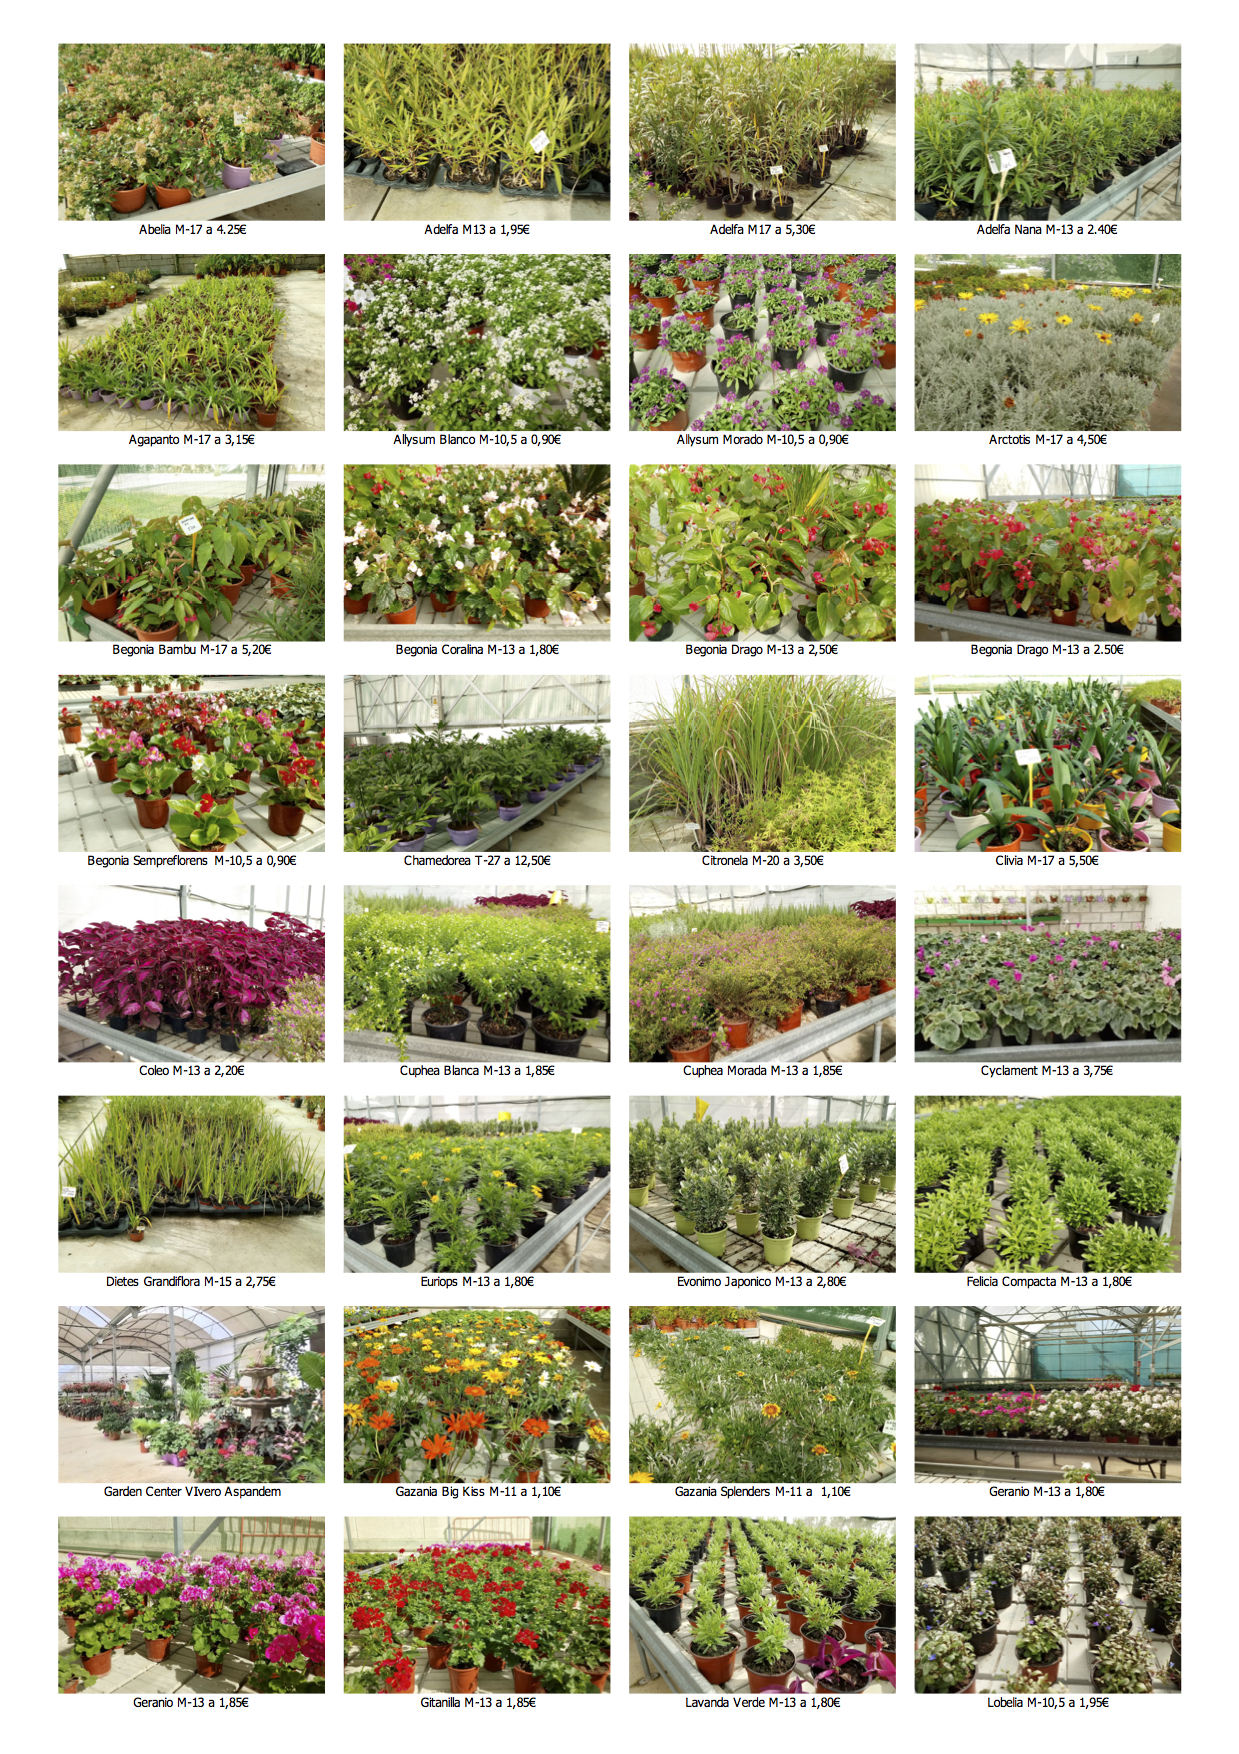 Abelia M-17 a 4.25€
Adelfa M13 a 1,95€
Adelfa M17 a 5,30€
Adelfa Nana M-13 a 2.40€
Agapanto M-17 a 3,15€
Allysum Blanco M-10,5 a 0,90€
Allysum Morado M-10,5 a 0,90€
Arctotis M-17 a 4,50€
Begonia Bambu M-17 a 5,20€
Begonia Coralina M-13 a 1,80€
Begonia Drago M-13 a 2,50€
Begonia Drago M-13 a 2.50€
Begonia Sempreflorens M-10,5 a 0,90€
Chamedorea T-27 a 12,50€
Citronela M-20 a 3,50€
Clivia M-17 a 5,50€
Coleo M-13 a 2,20€
Cuphea Blanca M-13 a 1,85€
Cuphea Morada M-13 a 1,85€
Cyclament M-13 a 3,75€
Dietes Grandiflora M-15 a 2,75€
Euriops M-13 a 1,80€
Evonimo Japonico M-13 a 2,80€
Felicia Compacta M-13 a 1,80€
Garden Center VIvero Aspandem
Gazania Big Kiss M-11 a 1,10€
Gazania Splenders M-11 a 1,10€
Geranio M-13 a 1,80€
Geranio M-13 a 1,85€
Gitanilla M-13 a 1,85€
Lavanda Verde M-13 a 1,80€
Lobelia M-10,5 a 1,95€